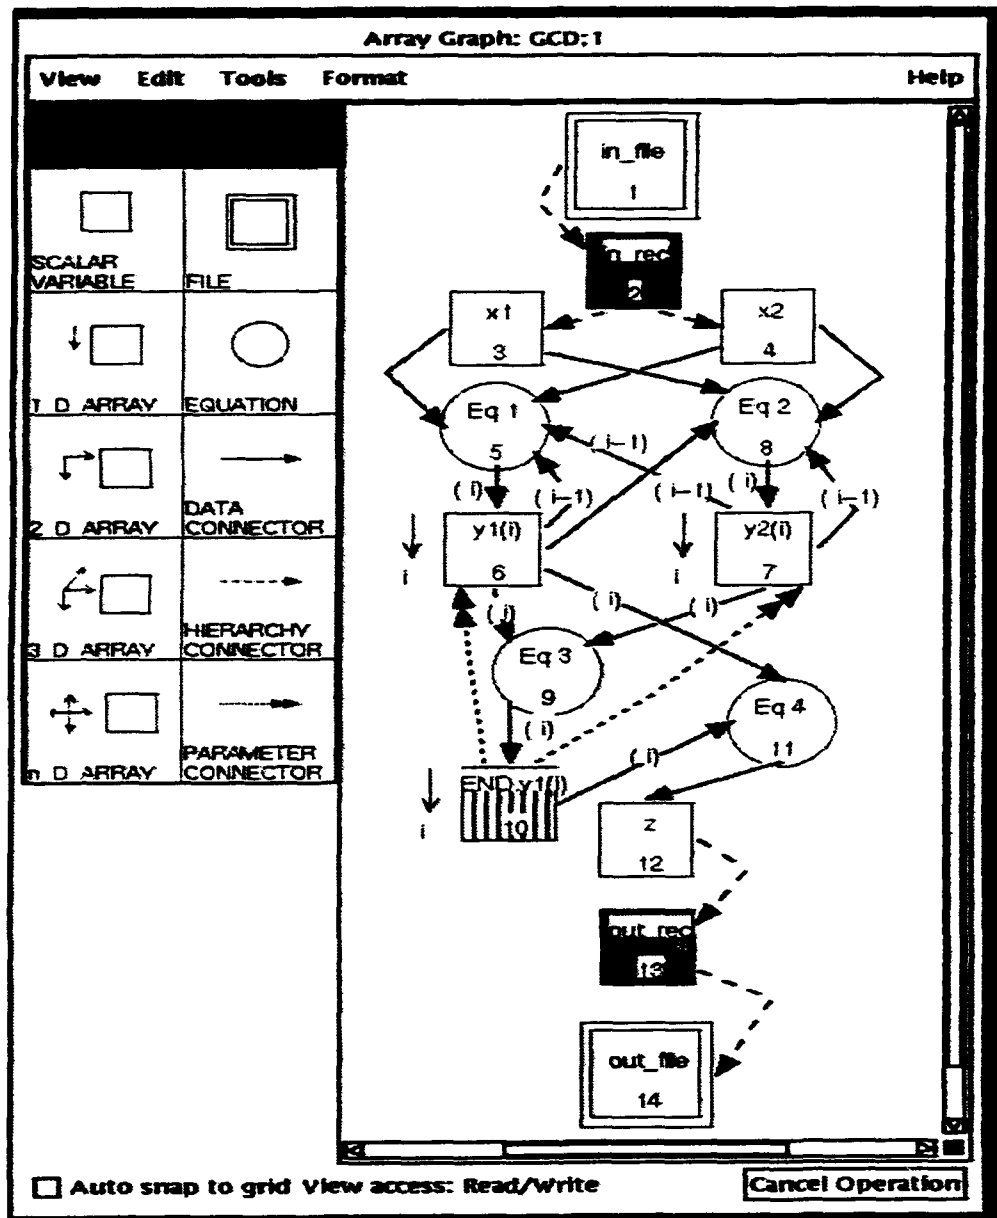 Array Graph: GCD;1
View Edit Tools Format Help
SCALAR
VARIABLE
FILE
1 D ARRAY
EQUATION
2 D ARRAY
DATA
CONNECTOR
3 D ARRAY
HIERARCHY
CONNECTOR
n D ARRAY
PARAMETER
CONNECTOR
in_file
1
in_rec
2
x1
3
x2
4
Eq 1
5
Eq 2
8
(i-1)
(i)
(i-1)
(i-1)
(i)
(i-1)
y1(i)
6
i
y2(i)
7
i
(i)
(i)
(i)
Eq 3
9
Eq 4
11
(i)
(i)
END.y1(i)
10
i
z
12
out_rec
13
out_file
14
Auto snap to grid View access: Read/Write
Cancel Operation